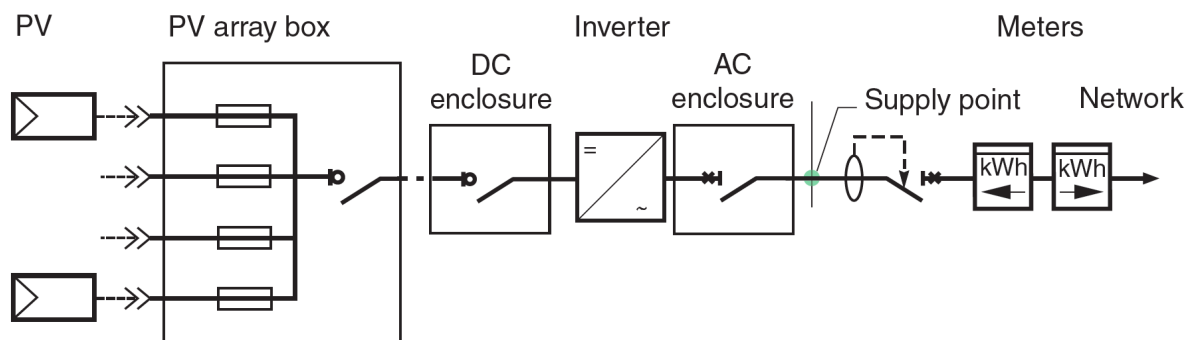 PV
PV array box
Inverter
Meters
DC
enclosure
AC
enclosure
Supply point
Network
=
~
kWh
kWh